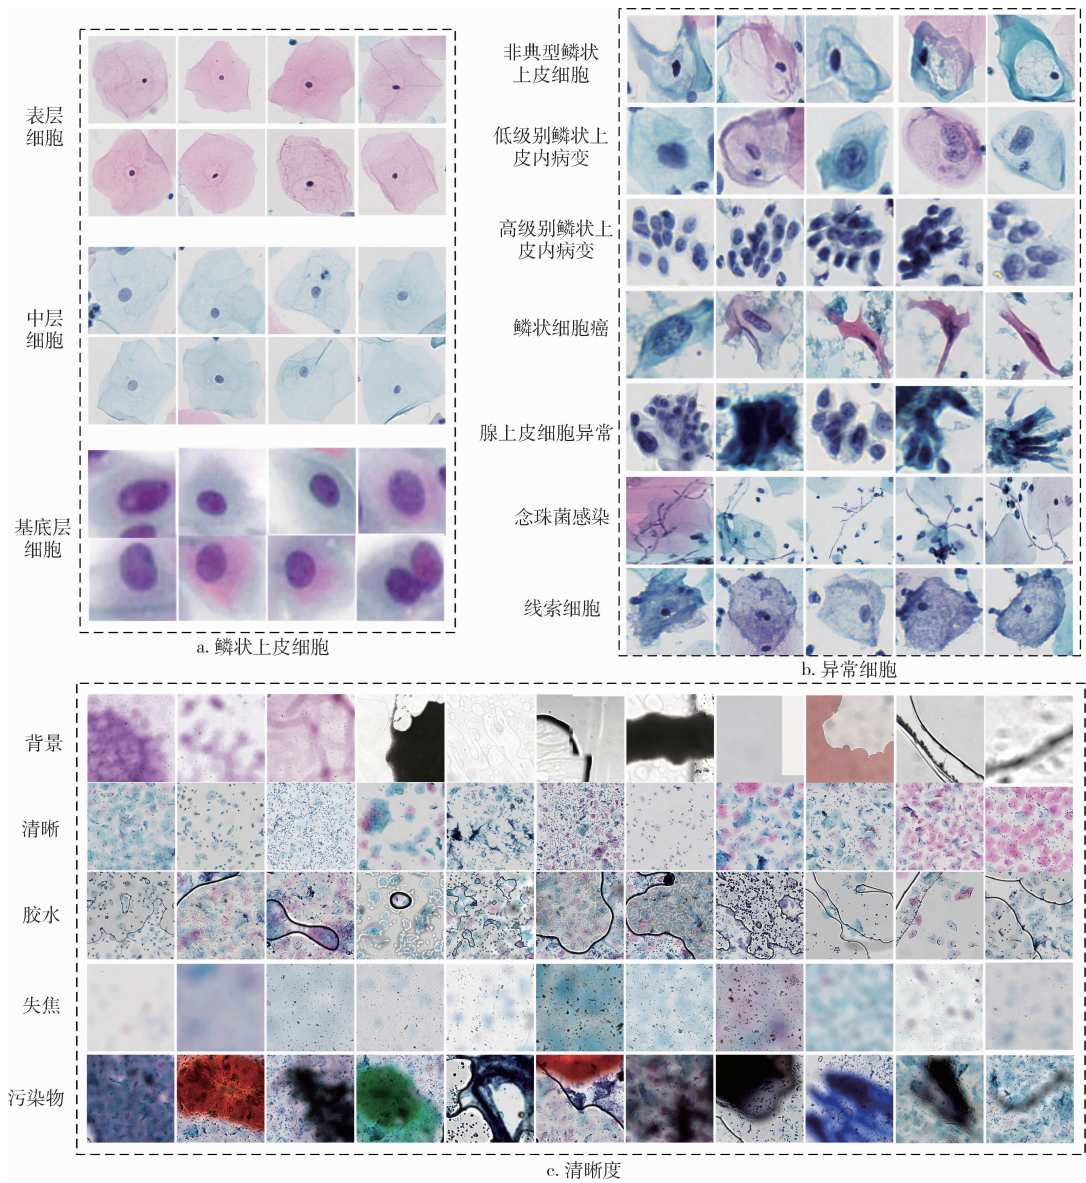 表层
细胞
中层
细胞
基底层
细胞
a. 鳞状上皮细胞
非典型鳞状
上皮细胞
低级别鳞状上
皮内病变
高级别鳞状上
皮内病变
鳞状细胞癌
腺上皮细胞异常
念珠菌感染
线索细胞
b. 异常细胞
背景
清晰
胶水
失焦
污染物
c. 清晰度